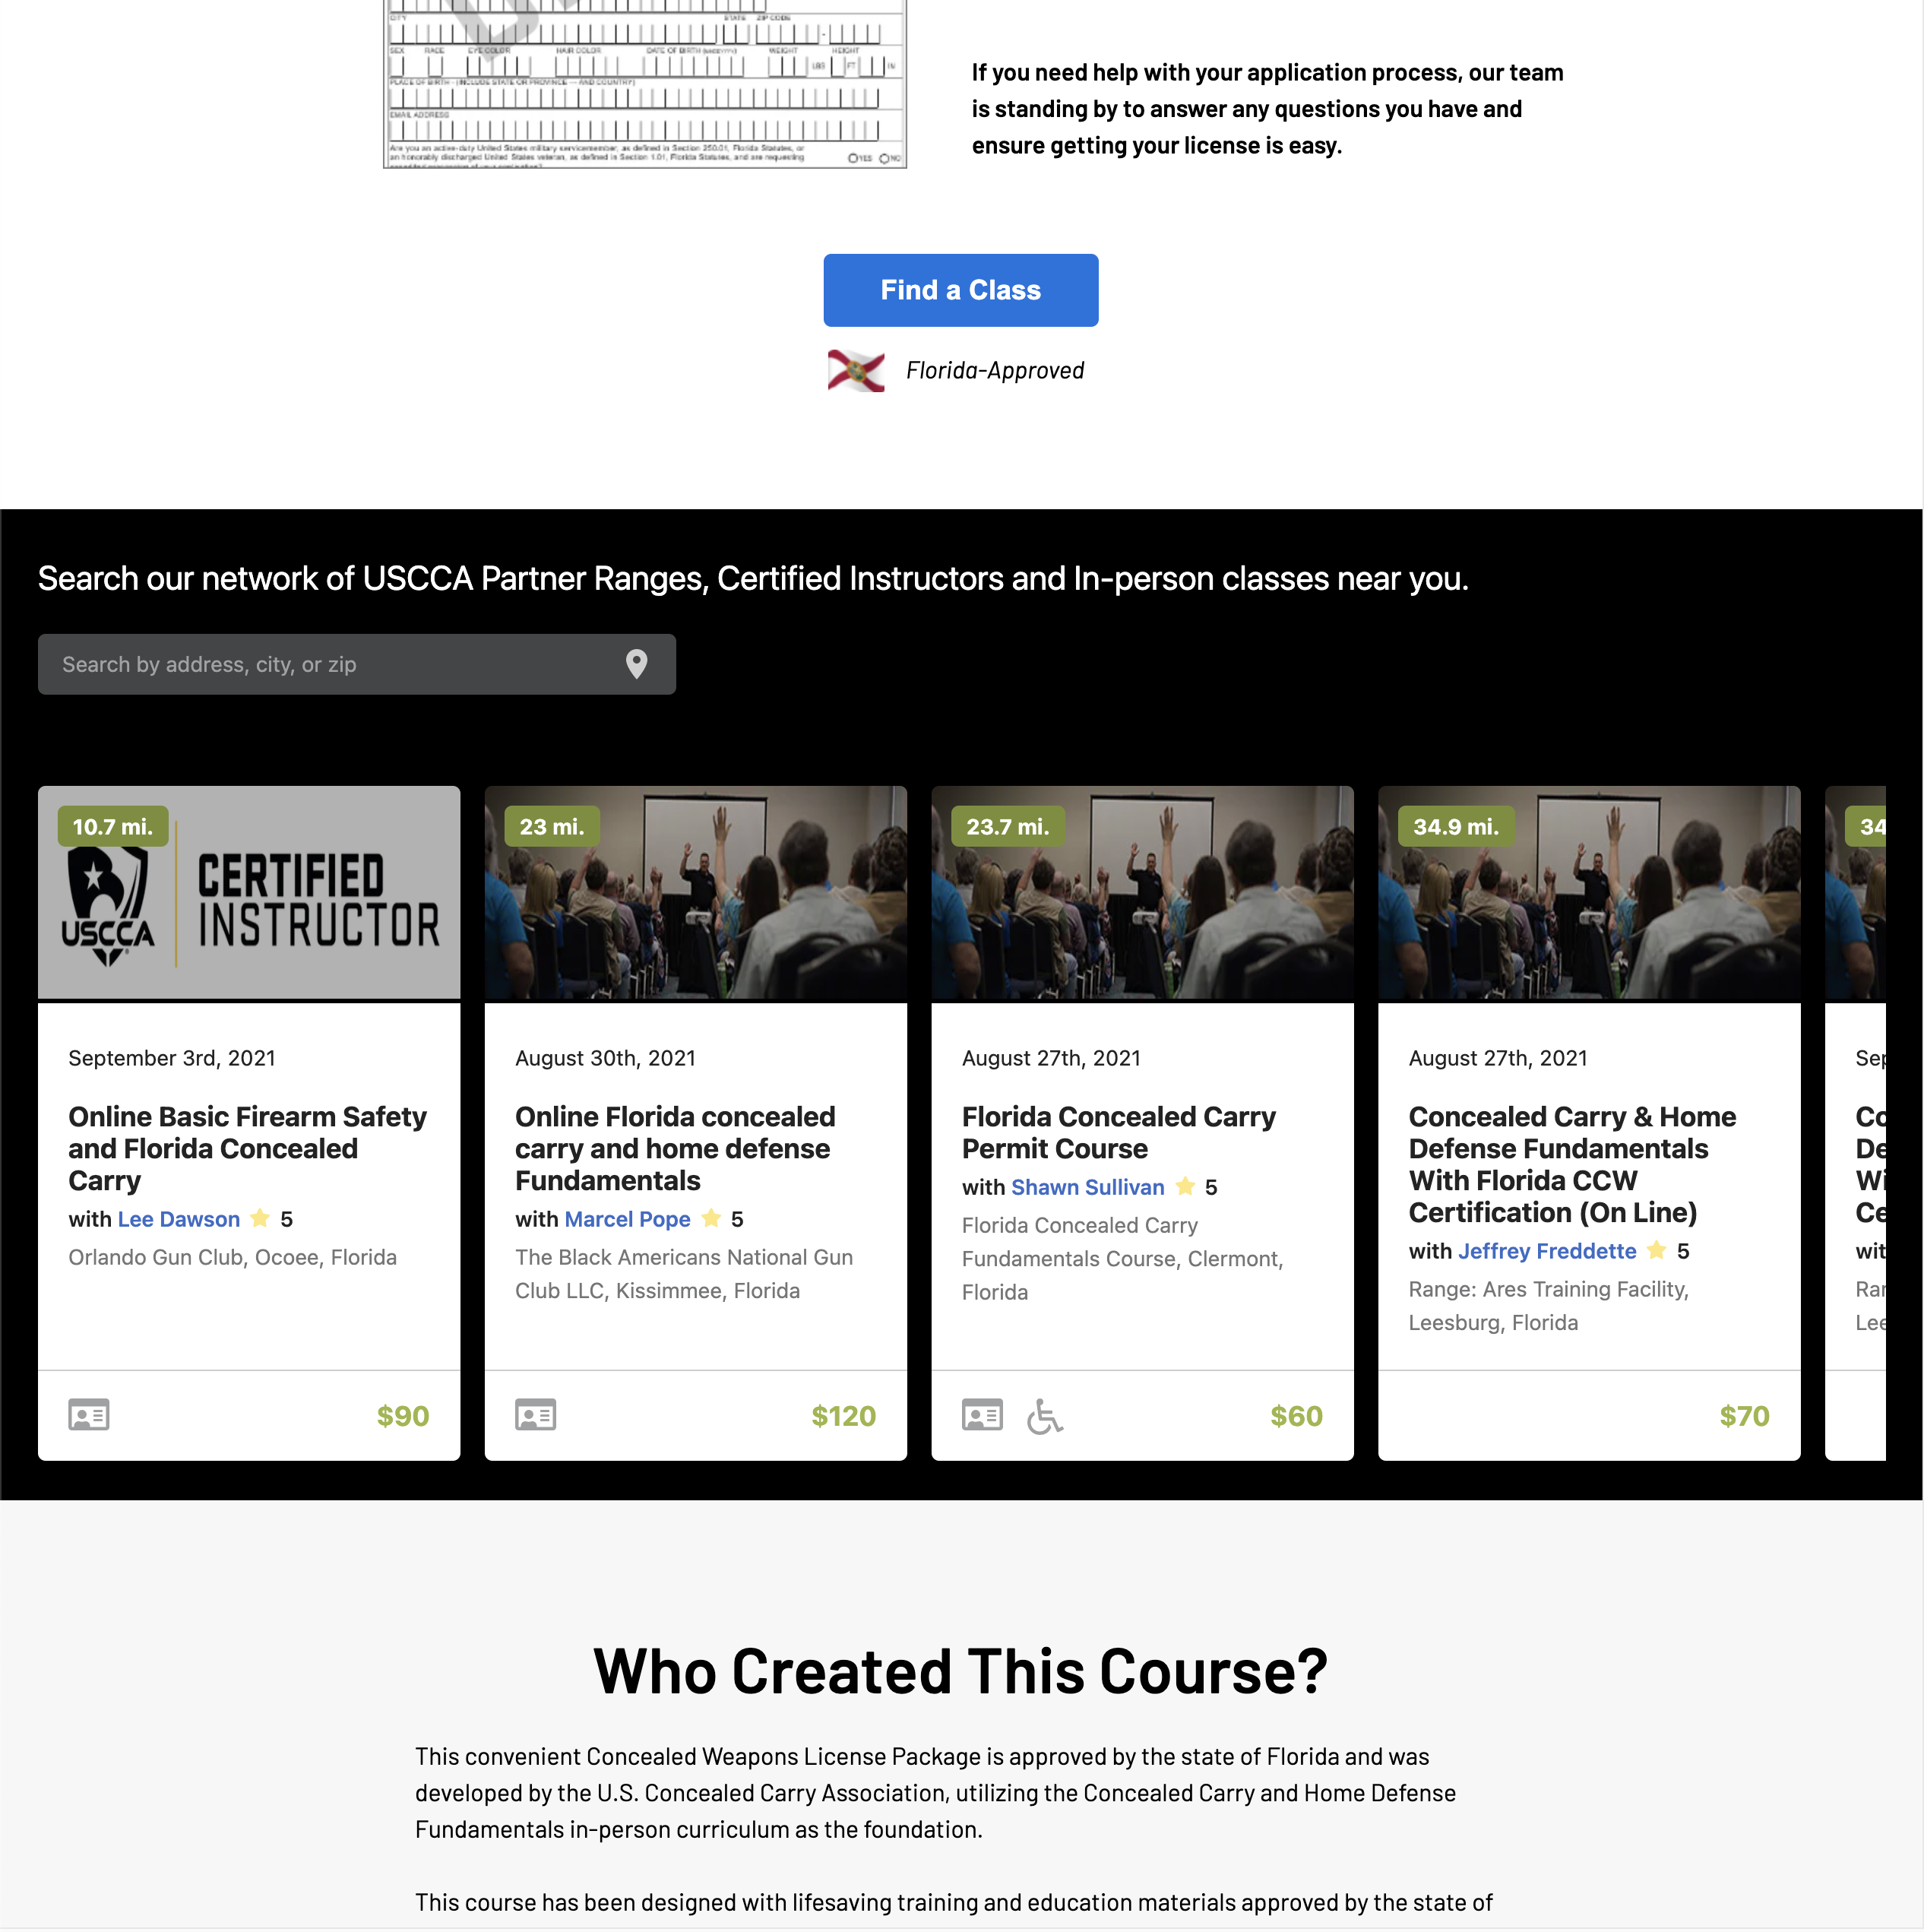 CITY STATE ZIP CODE
SEX RACE EYE COLOR HAIR COLOR DATE OF BIRTH WEIGHT HEIGHT
LBS FT IN
PLACE OF BIRTH - (INCLUDE STATE OR PROVINCE — AND COUNTRY)
EMAIL ADDRESS
Are you an active-duty United States military servicemember, as defined in Section 250.01, Florida Statutes, or
an honorably discharged United States veteran, as defined in Section 1.01, Florida Statutes, and are requesting
YES NO
If you need help with your application process, our team
is standing by to answer any questions you have and
ensure getting your license is easy.
Find a Class
Florida-Approved
Search our network of USCCA Partner Ranges, Certified Instructors and In-person classes near you.
Search by address, city, or zip
10.7 mi.
USCCA
CERTIFIED
INSTRUCTOR
September 3rd, 2021
Online Basic Firearm Safety
and Florida Concealed
Carry
with Lee Dawson 5
Orlando Gun Club, Ocoee, Florida
$90
23 mi.
August 30th, 2021
Online Florida concealed
carry and home defense
Fundamentals
with Marcel Pope 5
The Black Americans National Gun
Club LLC, Kissimmee, Florida
$120
23.7 mi.
August 27th, 2021
Florida Concealed Carry
Permit Course
with Shawn Sullivan 5
Florida Concealed Carry
Fundamentals Course, Clermont,
Florida
$60
34.9 mi.
August 27th, 2021
Concealed Carry & Home
Defense Fundamentals
With Florida CCW
Certification (On Line)
with Jeffrey Freddette 5
Range: Ares Training Facility,
Leesburg, Florida
$70
34
Sep
Co
De
Wi
Ce
wit
Ran
Lee
Who Created This Course?
This convenient Concealed Weapons License Package is approved by the state of Florida and was
developed by the U.S. Concealed Carry Association, utilizing the Concealed Carry and Home Defense
Fundamentals in-person curriculum as the foundation.
This course has been designed with lifesaving training and education materials approved by the state of